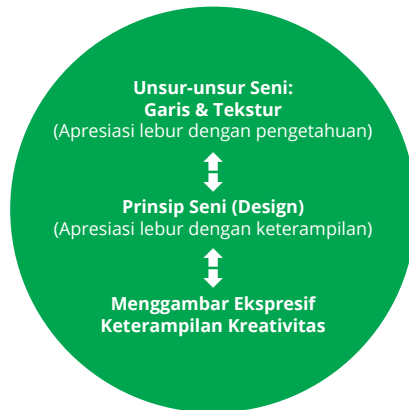 Unsur-unsur Seni:
Garis & Tekstur
(Apresiasi lebur dengan pengetahuan)
Prinsip Seni (Design)
(Apresiasi lebur dengan keterampilan)
Menggambar Ekspresif
Keterampilan Kreativitas